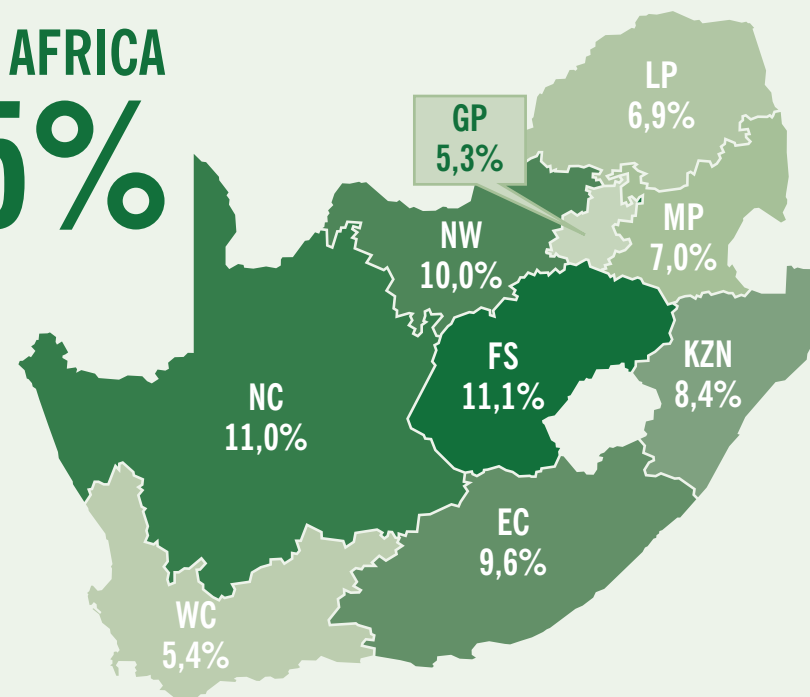 AFRICA
5%
LP
6,9%
GP
5,3%
MP
7,0%
NW
10,0%
FS
11,1%
KZN
8,4%
NC
11,0%
EC
9,6%
WC
5,4%